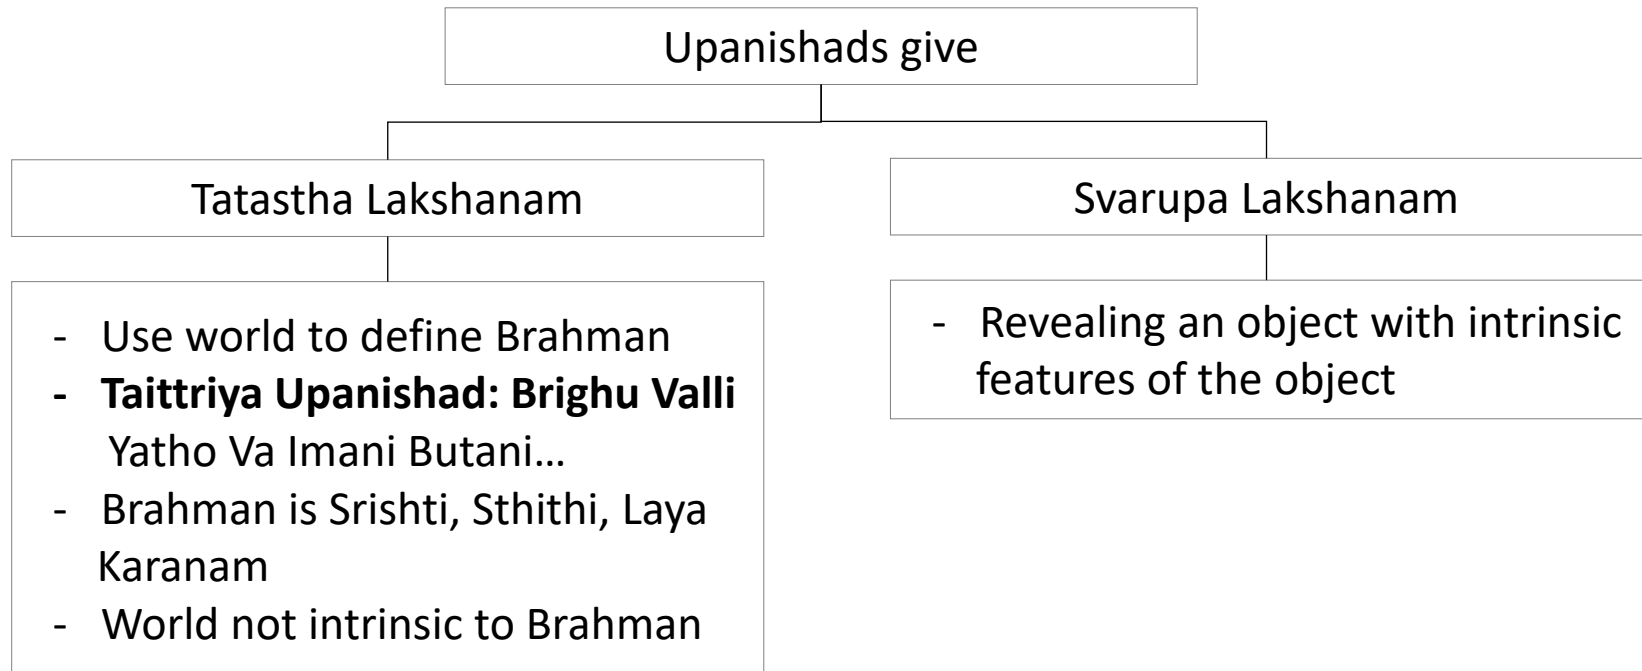 Upanishads give
Tatastha Lakshanam
Svarupa Lakshanam
- Use world to define Brahman
- Taittriya Upanishad: Brighu Valli
Yatho Va Imani Butani…
- Brahman is Srishti, Sthithi, Laya
Karanam
- World not intrinsic to Brahman
- Revealing an object with intrinsic
features of the object